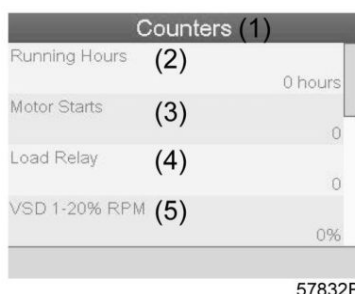 Counters (1)
Running Hours (2)
0 hours
Motor Starts (3)
0
Load Relay (4)
0
VSD 1-20% RPM (5)
0%